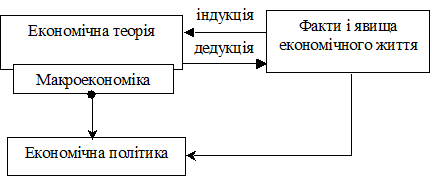 Економічна теорія
індукція
дедукція
Факти і явища
економічного життя
Макроекономіка
Економічна політика